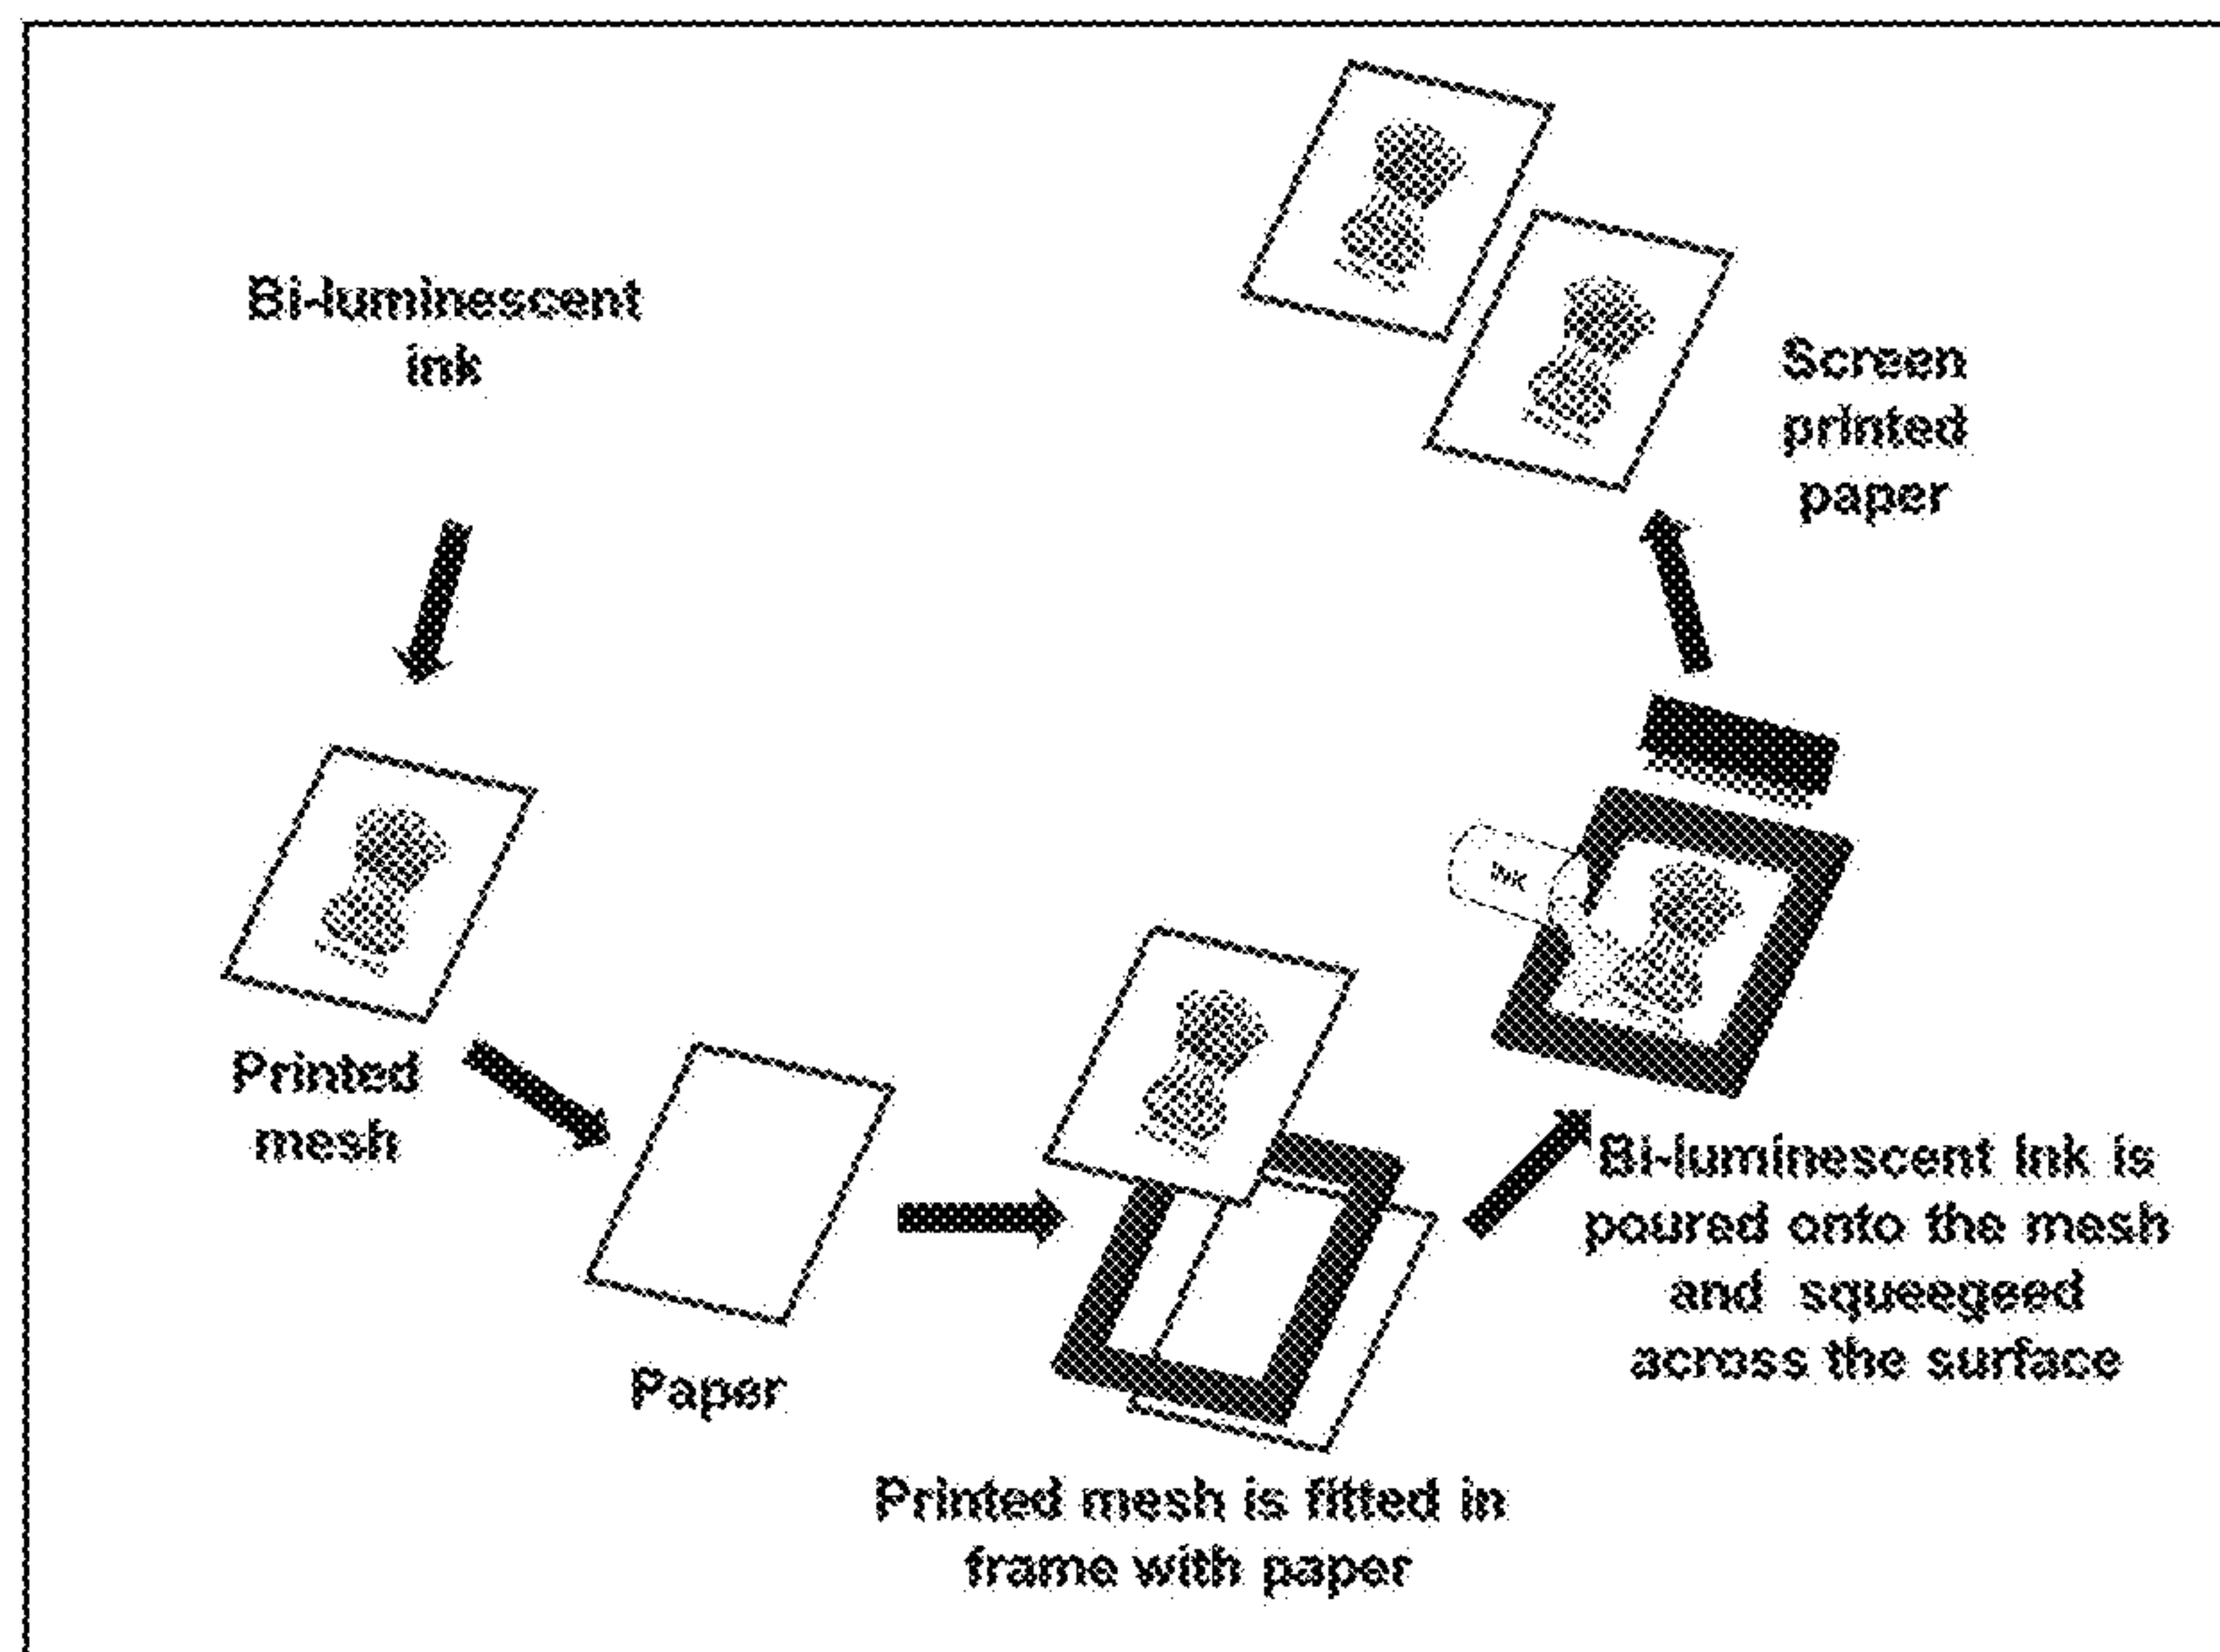 Bi-luminescent
ink
Screen
printed
paper
Printed
mesh
INK
Paper
Bi-luminescent Ink is
poured onto the mesh
and squeegeed
across the surface
Printed mesh is fitted in
frame with paper